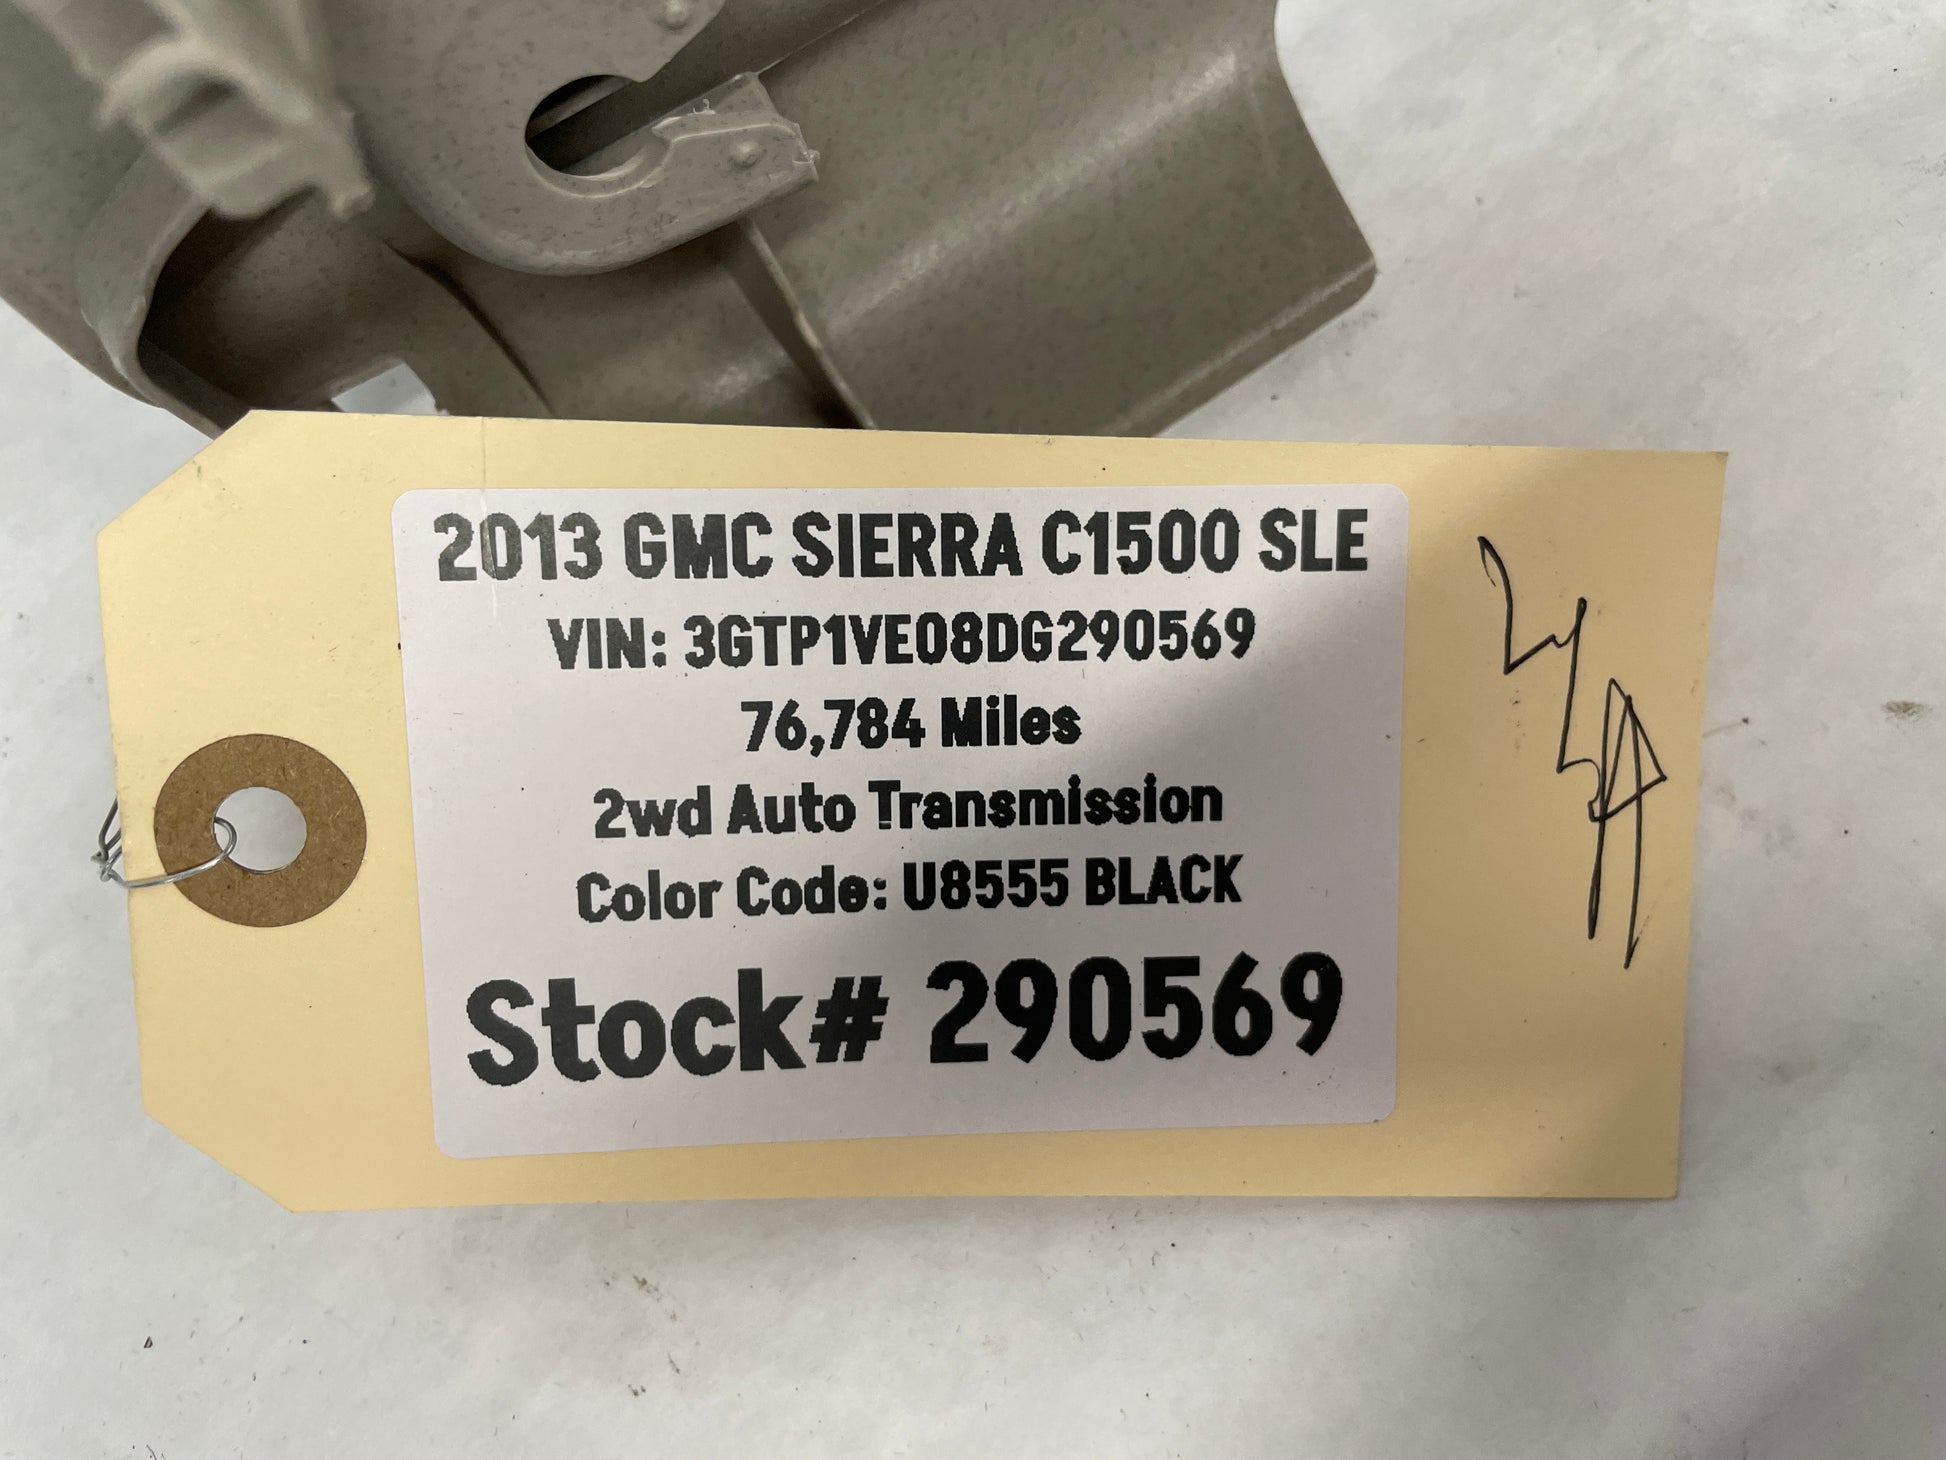 2013 GMC SIERRA C1500 SLE
VIN: 3GTP1VE08DG290569
76,784 Miles
2wd Auto Transmission
Color Code: U8555 BLACK
Stock# 290569